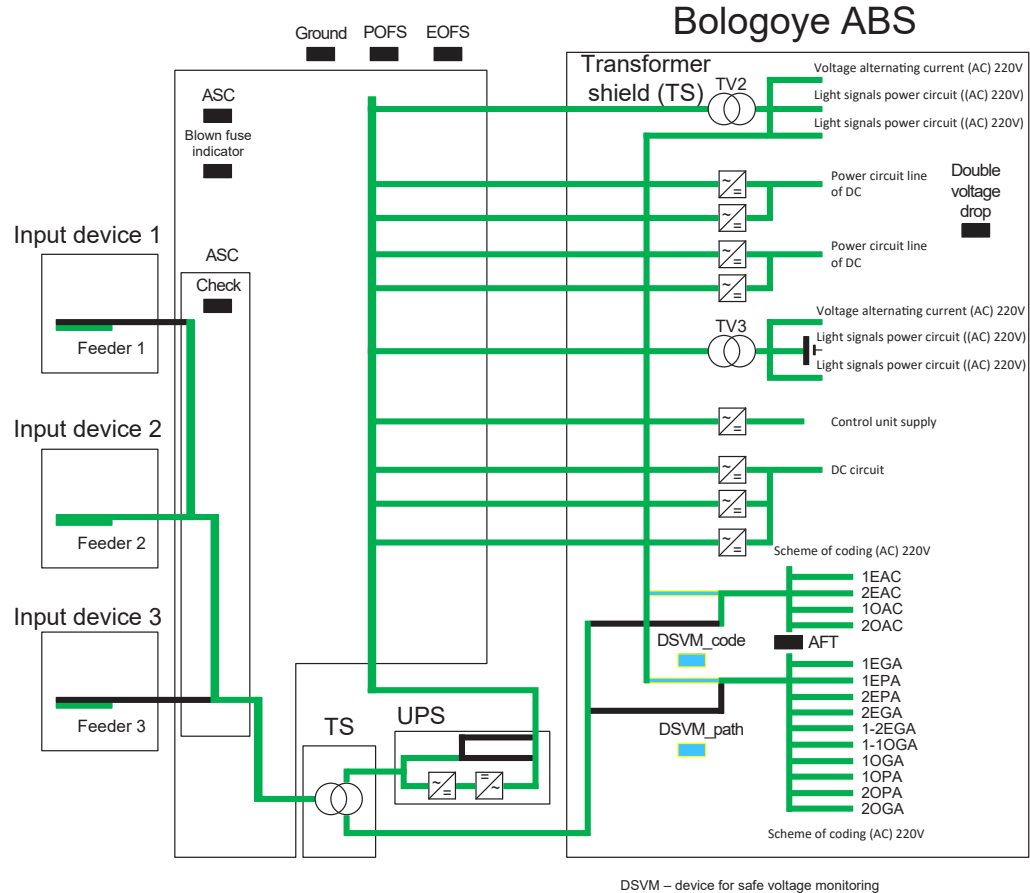 Bologoye ABS
Ground
POFS
EOFS
ASC
Blown fuse
indicator
ASC
Check
Input device 1
Feeder 1
Input device 2
Feeder 2
Input device 3
Feeder 3
TS
UPS
Transformer
shield (TS)
TV2
Voltage alternating current (AC) 220V
Light signals power circuit ((AC) 220V)
Light signals power circuit ((AC) 220V)
Power circuit line
of DC
Double
voltage
drop
Power circuit line
of DC
TV3
Voltage alternating current (AC) 220V
Light signals power circuit ((AC) 220V)
Light signals power circuit ((AC) 220V)
Control unit supply
DC circuit
Scheme of coding (AC) 220V
1EAC
2EAC
1OAC
2OAC
DSVM_code
AFT
1EGA
1EPA
2EPA
2EGA
1-2EGA
1-1OGA
1OGA
1OPA
2OPA
2OGA
DSVM_path
Scheme of coding (AC) 220V
DSVM – device for safe voltage monitoring